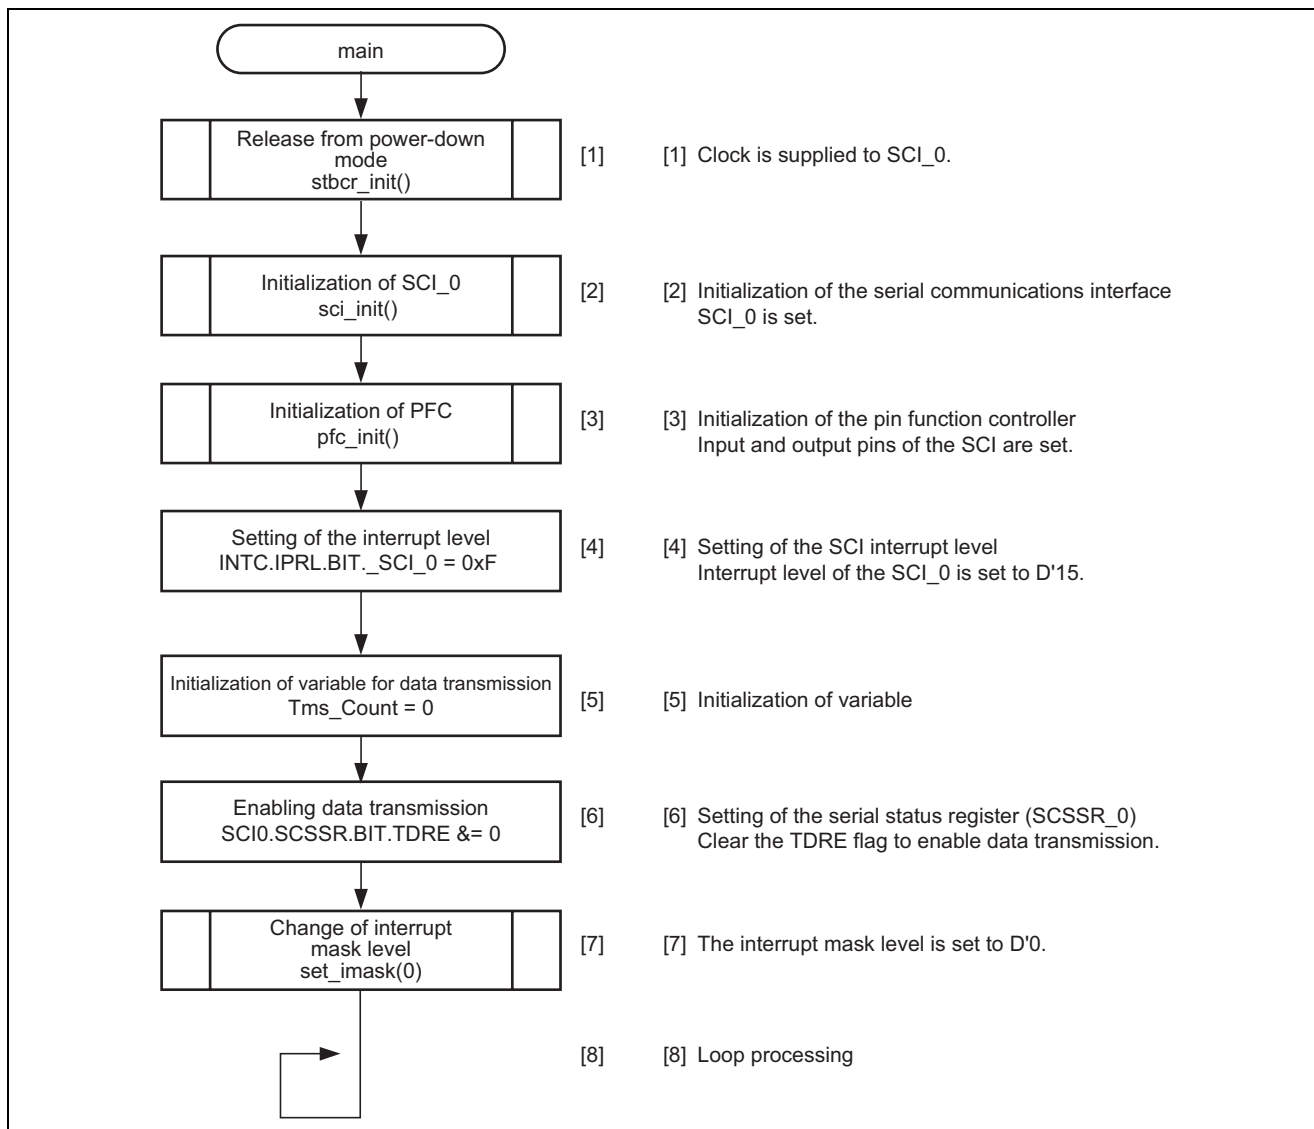 main
Release from power-down
mode
stbcr_init()
[1]
[1] Clock is supplied to SCI_0.
Initialization of SCI_0
sci_init()
[2]
[2] Initialization of the serial communications interface
SCI_0 is set.
Initialization of PFC
pfc_init()
[3]
[3] Initialization of the pin function controller
Input and output pins of the SCI are set.
Setting of the interrupt level
INTC.IPRL.BIT._SCI_0 = 0xF
[4]
[4] Setting of the SCI interrupt level
Interrupt level of the SCI_0 is set to D'15.
Initialization of variable for data transmission
Tms_Count = 0
[5]
[5] Initialization of variable
Enabling data transmission
SCI0.SCSSR.BIT.TDRE &= 0
[6]
[6] Setting of the serial status register (SCSSR_0)
Clear the TDRE flag to enable data transmission.
Change of interrupt
mask level
set_imask(0)
[7]
[7] The interrupt mask level is set to D'0.
[8]
[8] Loop processing